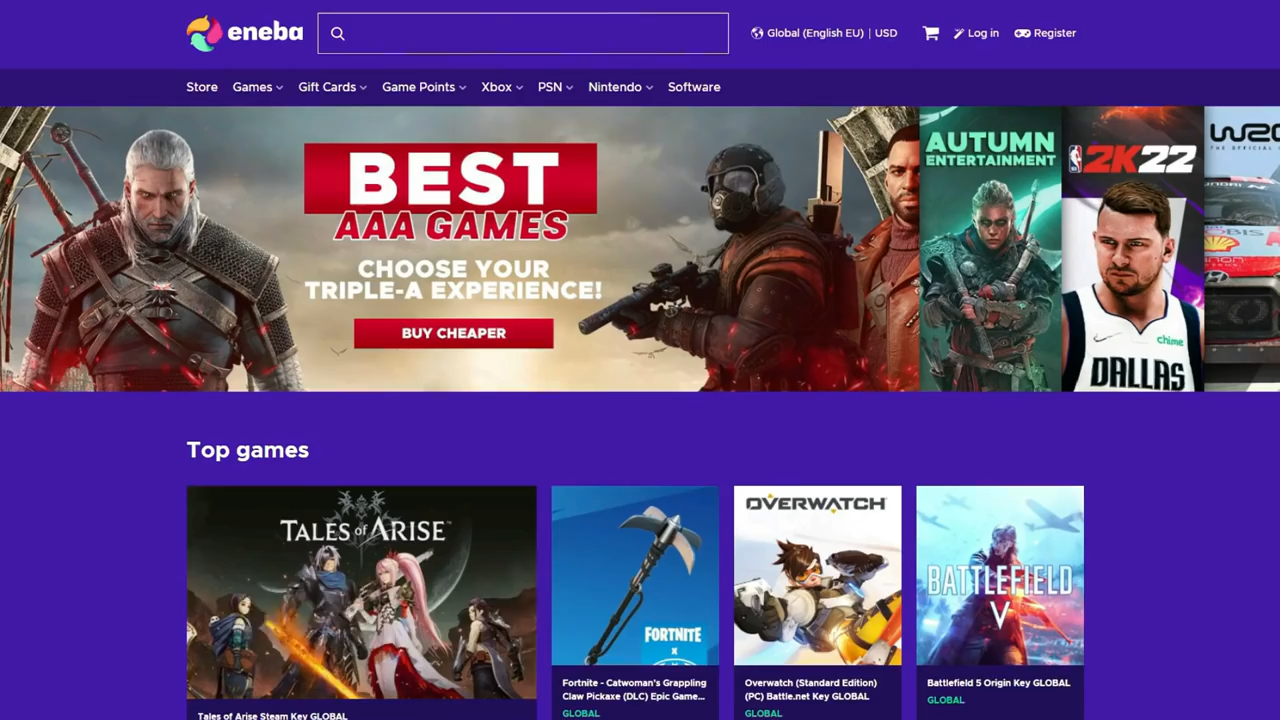 eneba
Global (English EU) | USD
Log in
Register
Store
Games
Gift Cards
Game Points
Xbox
PSN
Nintendo
Software
BEST
AAA GAMES
CHOOSE YOUR
TRIPLE-A EXPERIENCE!
BUY CHEAPER
AUTUMN
ENTERTAINMENT
NBA
2K22
chime
DALLAS
Top games
TALES of ARISE
Tales of Arise Steam Key GLOBAL
FORTNITE
X
Fortnite - Catwoman's Grappling
Claw Pickaxe (DLC) Epic Game...
GLOBAL
OVERWATCH
Overwatch (Standard Edition)
(PC) Battle.net Key GLOBAL
GLOBAL
BATTLEFIELD
V
Battlefield 5 Origin Key GLOBAL
GLOBAL